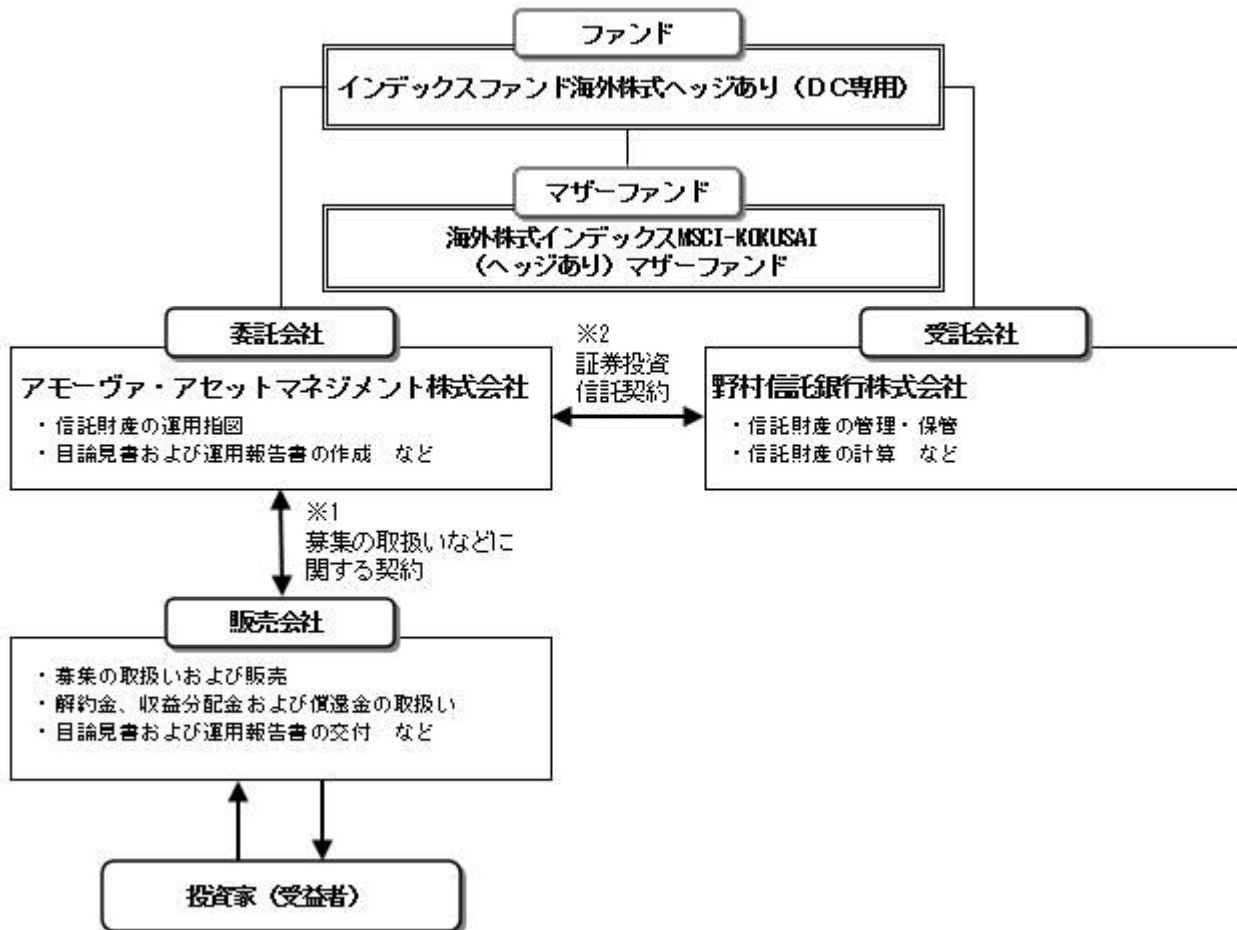 ファンド
インデックスファンド海外株式ヘッジあり（DC専用）
マザーファンド
海外株式インデックスMSCI-KOKUSAI
（ヘッジあり）マザーファンド
委託会社
アモーヴァ・アセットマネジメント株式会社
・信託財産の運用指図
・目論見書および運用報告書の作成　など
※2
証券投資
信託契約
受託会社
野村信託銀行株式会社
・信託財産の管理・保管
・信託財産の計算　など
※1
募集の取扱いなどに
関する契約
販売会社
・募集の取扱いおよび販売
・解約金、収益分配金および償還金の取扱い
・目論見書および運用報告書の交付　など
投資家（受益者）